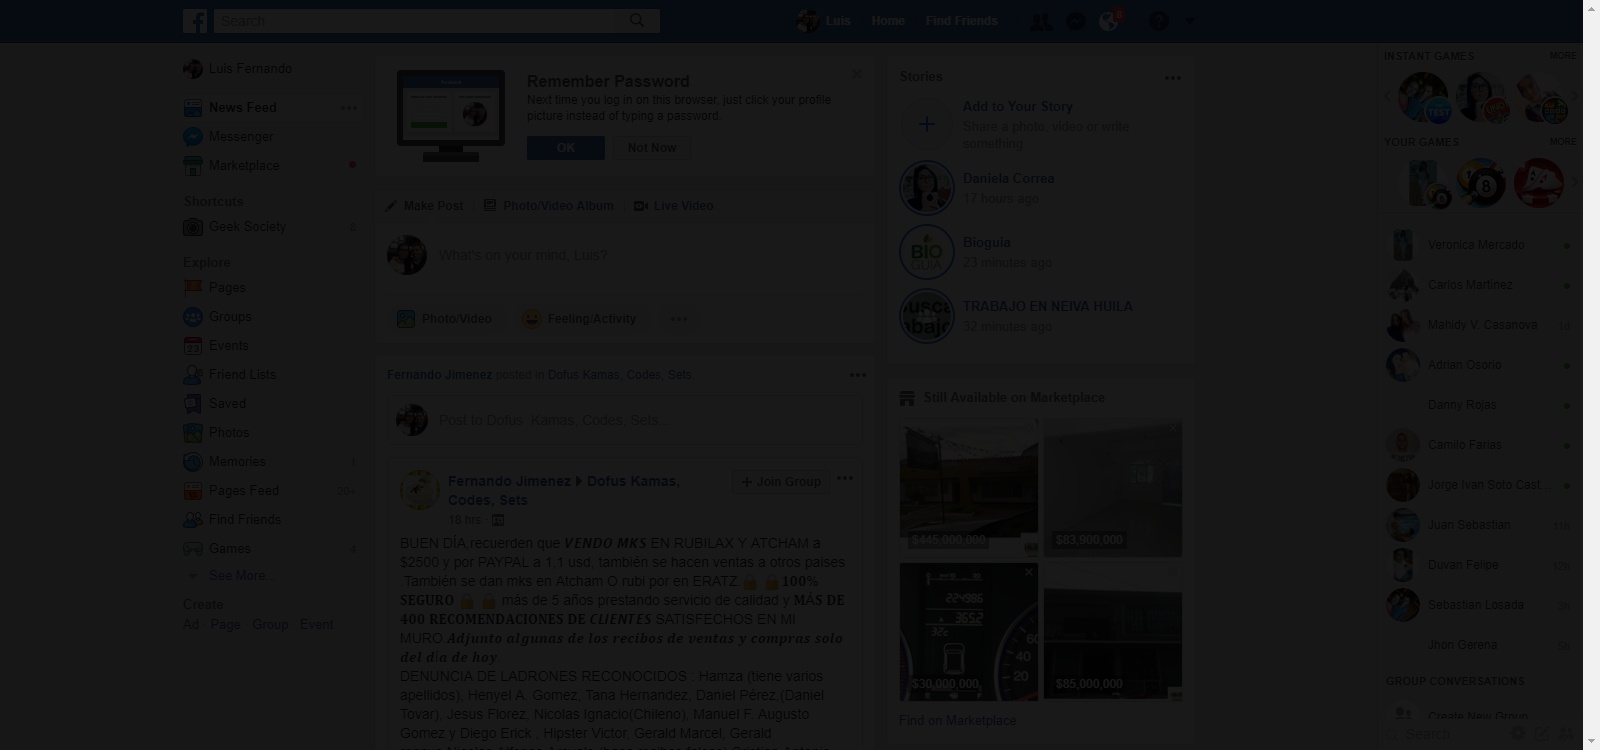 Search
Luis Home Find Friends
Luis Fernando
News Feed
Messenger
Marketplace
Shortcuts
Geek Society 8
Explore
Pages
Groups
Events
Friend Lists
Saved
Photos
Memories 1
Pages Feed 20+
Find Friends
Games 4
See More...
Create
Ad Page Group Event
Remember Password
Next time you log in on this browser, just click your profile
picture instead of typing a password.
OK Not Now
Make Post Photo/Video Album Live Video
What's on your mind, Luis?
Photo/Video Feeling/Activity
Fernando Jimenez posted in Dofus Kamas, Codes, Sets.
Post to Dofus Kamas, Codes, Sets...
Fernando Jimenez Dofus Kamas,
Codes, Sets
Join Group
18 hrs
BUEN DÍA,recuerden que VENDO MKS EN RUBILAX Y ATCHAM a
$2500 y por PAYPAL a 1,1 usd, también se hacen ventas a otros países
.También se dan mks en Atcham O rubi por en ERATZ.🔒🔒100%
SEGURO 🔒🔒 más de 5 años prestando servicio de calidad y MÁS DE
400 RECOMENDACIONES DE CLIENTES SATISFECHOS EN MI
MURO.Adjunto algunas de los recibos de ventas y compras solo
del día de hoy.
DENUNCIA DE LADRONES RECONOCIDOS : Hamza (tiene varios
apellidos), Henyel A. Gomez, Tana Hernandez, Daniel Pérez,(Daniel
Tovar), Jesus Florez, Nicolas Ignacio(Chileno), Manuel F. Augusto
Gomez y Diego Erick , Hipster Victor, Gerald Marcel, Gerald
Stories
Add to Your Story
Share a photo, video or write
something
Daniela Correa
17 hours ago
BIO
GUIA
Bioguia
23 minutes ago
TRABAJO EN NEIVA HUILA
32 minutes ago
Still Available on Marketplace
$445,000,000
$83,900,000
224986
3652
32c
60
40
20
$30,000,000
$85,000,000
Find on Marketplace
INSTANT GAMES MORE
YOUR GAMES MORE
8
Veronica Mercado
Carlos Martinez
Mahidy V. Casanova 1d
Adrian Osorio
Danny Rojas
Camilo Farias
Jorge Ivan Soto Cast...
Juan Sebastian 11h
Duvan Felipe
Sebastian Losada 3h
Jhon Gerena 5h
GROUP CONVERSATIONS
Create New Group
Search